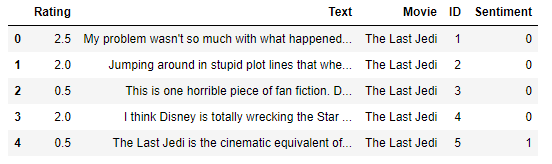 Rating Text Movie ID Sentiment
0 2.5 My problem wasn't so much with what happened... The Last Jedi 1 0
1 2.0 Jumping around in stupid plot lines that whe... The Last Jedi 2 0
2 0.5 This is one horrible piece of fan fiction. D... The Last Jedi 3 0
3 2.0 I think Disney is totally wrecking the Star ... The Last Jedi 4 0
4 0.5 The Last Jedi is the cinematic equivalent of... The Last Jedi 5 1